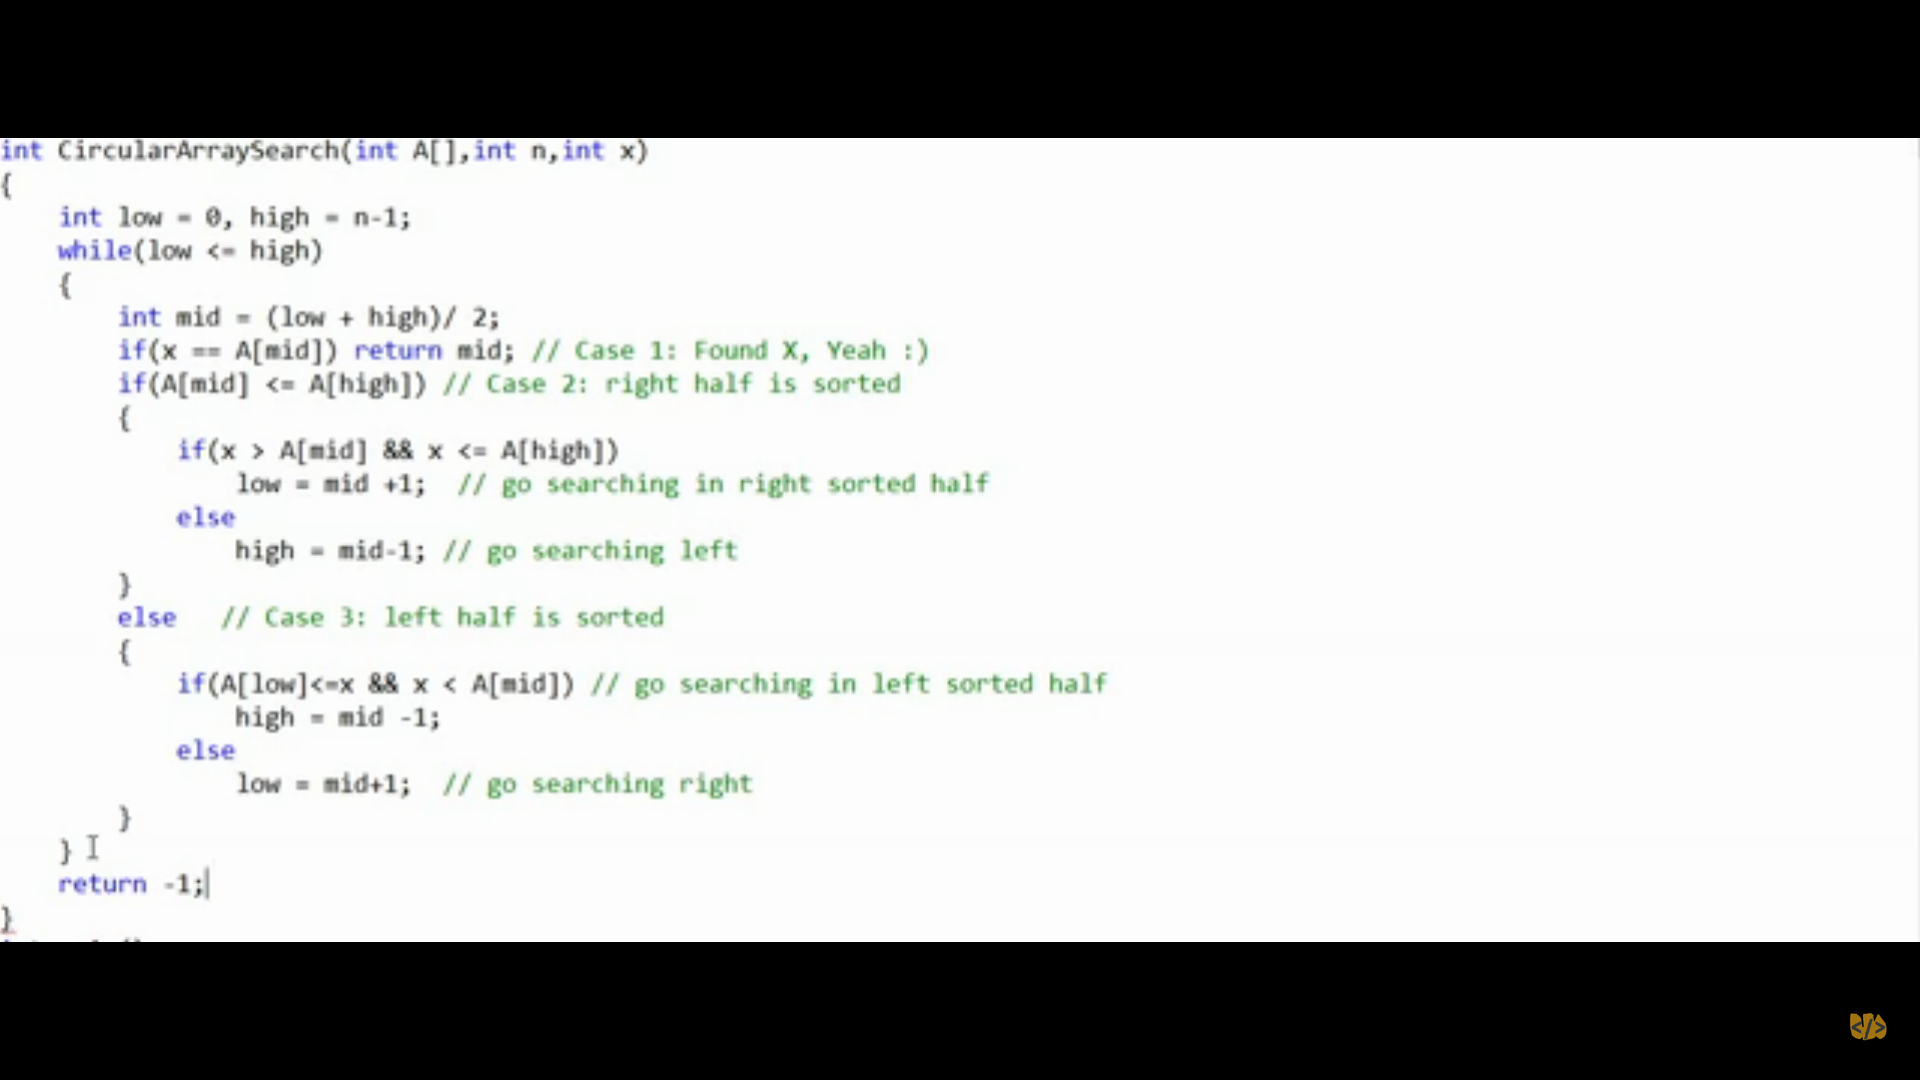 int CircularArraySearch(int A[],int n,int x)
{
    int low = 0, high = n-1;
    while(low <= high)
    {
        int mid = (low + high)/ 2;
        if(x == A[mid]) return mid; // Case 1: Found X, Yeah :)
        if(A[mid] <= A[high]) // Case 2: right half is sorted
        {
            if(x > A[mid] && x <= A[high])
                low = mid +1;  // go searching in right sorted half
            else
                high = mid-1; // go searching left
        }
        else   // Case 3: left half is sorted
        {
            if(A[low]<=x && x < A[mid]) // go searching in left sorted half
                high = mid -1;
            else
                low = mid+1;  // go searching right
        }
    }
    return -1;
}
</>